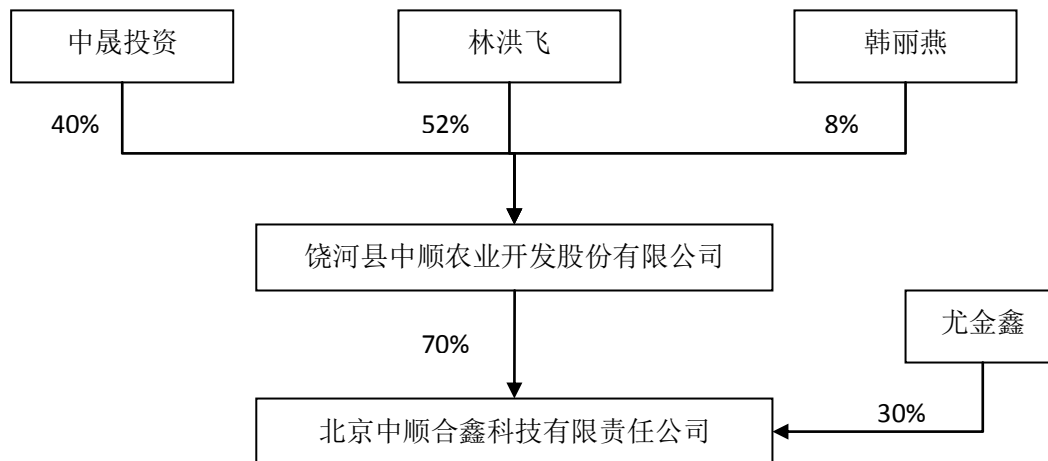 中晟投资
林洪飞
韩丽燕
40%
52%
8%
饶河县中顺农业开发股份有限公司
70%
尤金鑫
30%
北京中顺合鑫科技有限责任公司